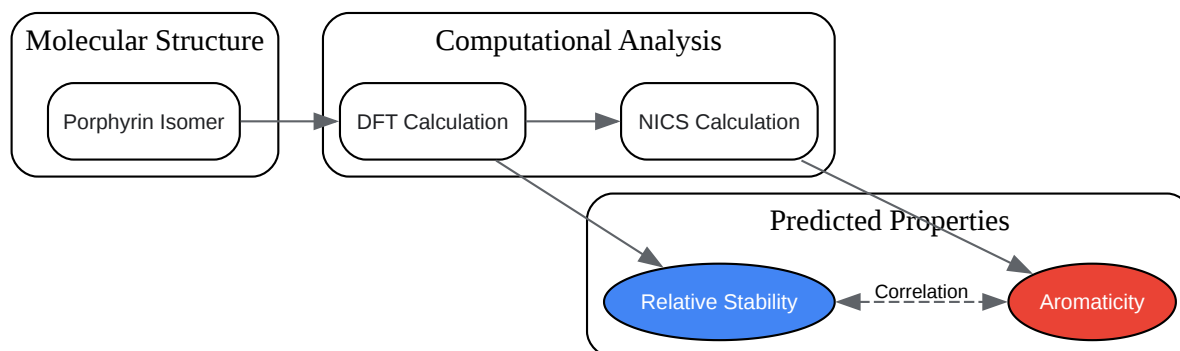 Molecular Structure
Computational Analysis
Porphyrin Isomer
DFT Calculation
NICS Calculation
Predicted Properties
Relative Stability
Correlation
Aromaticity